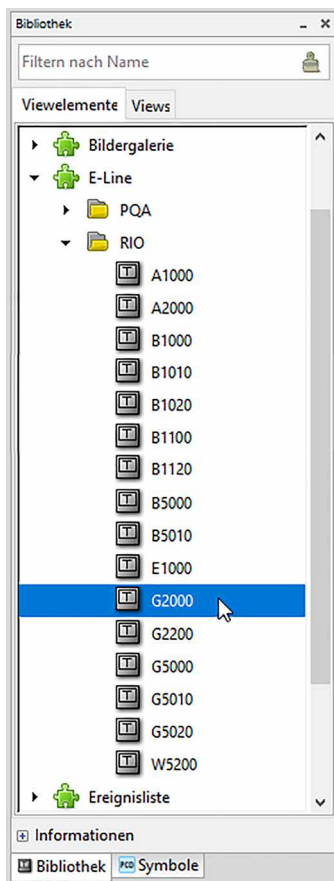 Bibliothek
Filtern nach Name
Viewelemente Views
Bildergalerie
E-Line
PQA
RIO
A1000
A2000
B1000
B1010
B1020
B1100
B1120
B5000
B5010
E1000
G2000
G2200
G5000
G5010
G5020
W5200
Ereignisliste
Informationen
Bibliothek PCD Symbole